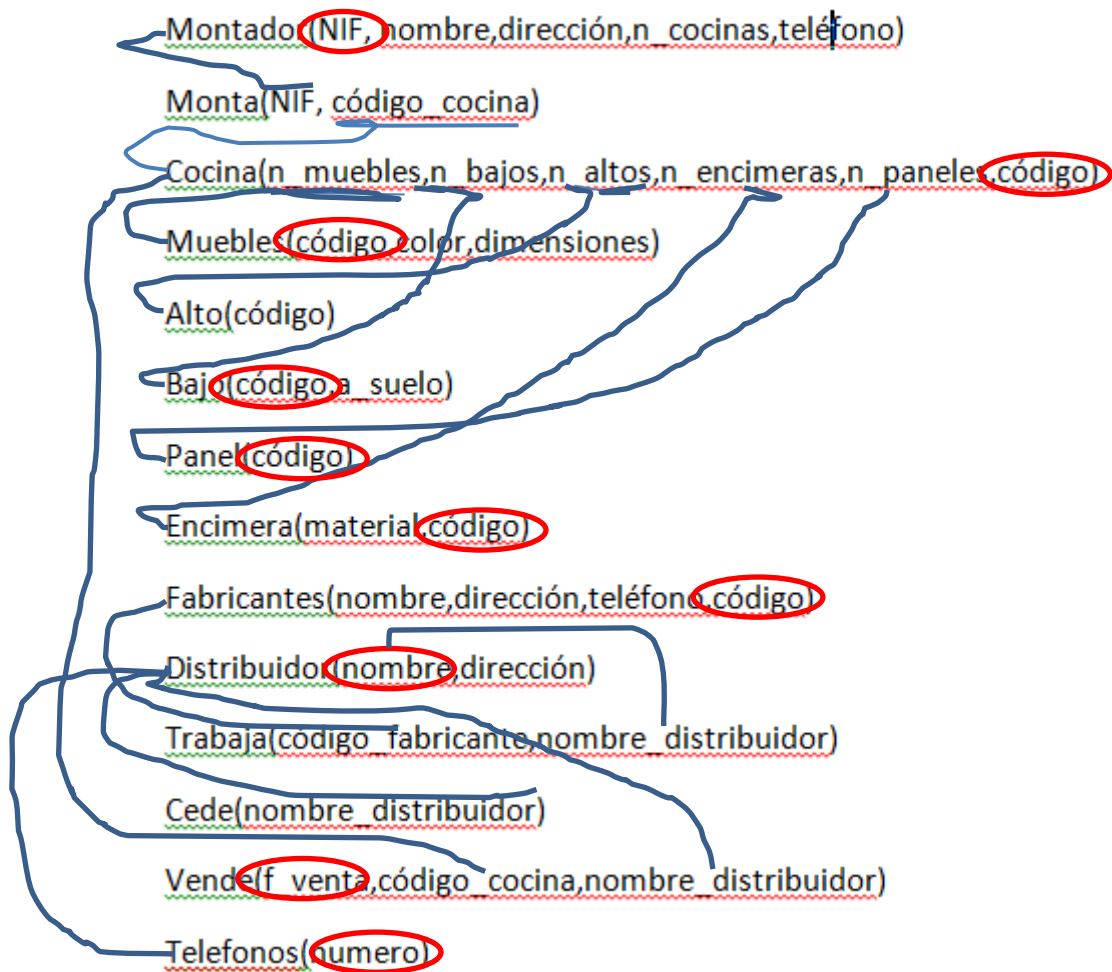 Montador(NIF, nombre,dirección,n_cocinas,teléfono)
Monta(NIF, código_cocina)
Cocina(n_muebles,n_bajos,n_altos,n_encimeras,n_paneles,código)
Muebles(código,color,dimensiones)
Alto(código)
Bajo(código,a_suelo)
Panel(código)
Encimera(material,código)
Fabricantes(nombre,dirección,teléfono,código)
Distribuidor(nombre,dirección)
Trabaja(código_fabricante,nombre_distribuidor)
Cede(nombre_distribuidor)
Vende(f_venta,código_cocina,nombre_distribuidor)
Telefonos(numero)